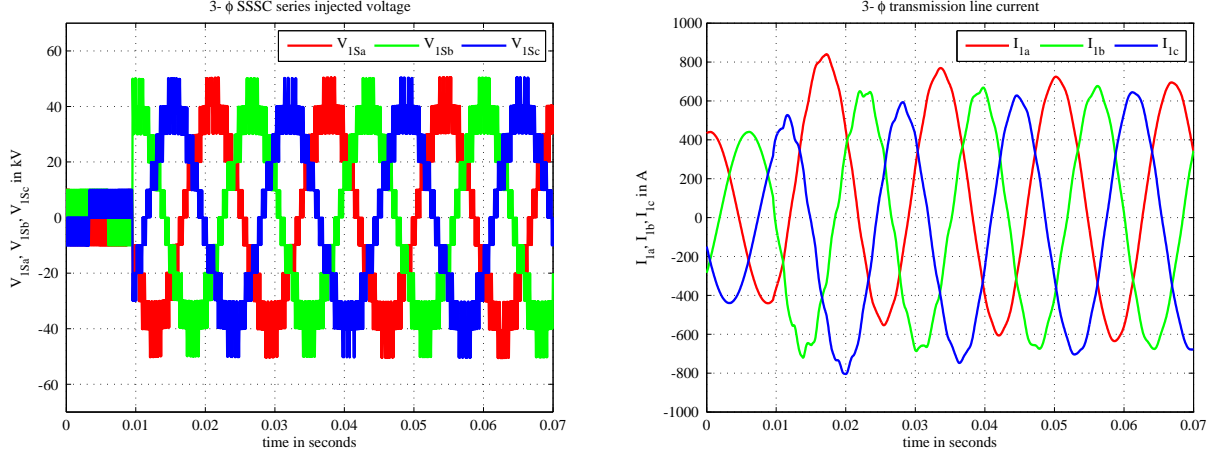 3- ϕ SSSC series injected voltage
V1Sa V1Sb V1Sc
60
40
20
0
-20
-40
-60
V1Sa, V1Sb, V1Sc in kV
0 0.01 0.02 0.03 0.04 0.05 0.06 0.07
time in seconds
3- ϕ transmission line current
I1a I1b I1c
1000
800
600
400
200
0
-200
-400
-600
-800
-1000
I1a, I1b, I1c in A
0 0.01 0.02 0.03 0.04 0.05 0.06 0.07
time in seconds